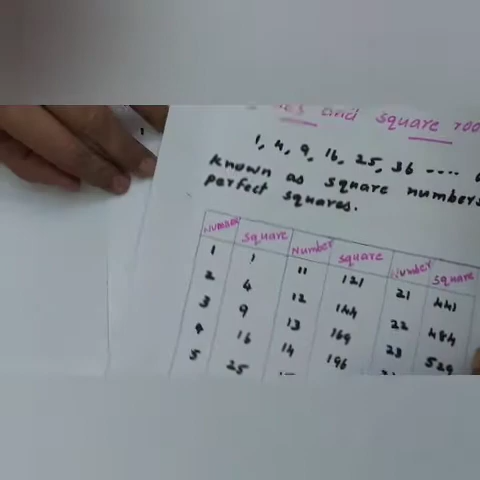 and square
1, 4, 9, 16, 25, 36 ....
known as square numbers
perfect squares.
Number Square Number Square Number Square
1 1 11 121 21 441
2 4 12 144 22 484
3 9 13 169 23 529
4 16 14 196
5 25